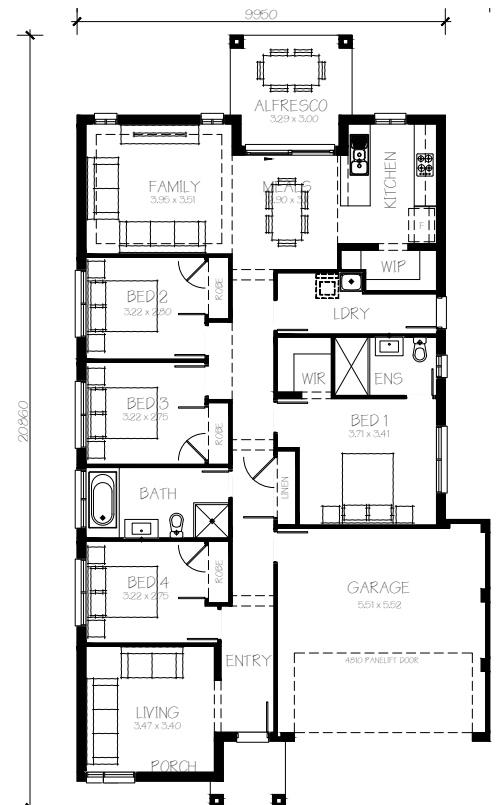 9950
ALFRESCO
3.29 x 3.00
FAMILY
3.95 x 3.51
MEALS
KITCHEN
F
WIP
BED 2
3.22 x 2.80
ROBE
LDRY
20860
WIR
ENS
BED 3
3.22 x 2.75
ROBE
BED 1
3.71 x 3.41
LINEN
BATH
BED 4
3.22 x 2.75
ROBE
GARAGE
5.51 x 5.52
ENTRY
4810 PANELIFT DOOR
LIVING
3.47 x 3.40
PORCH